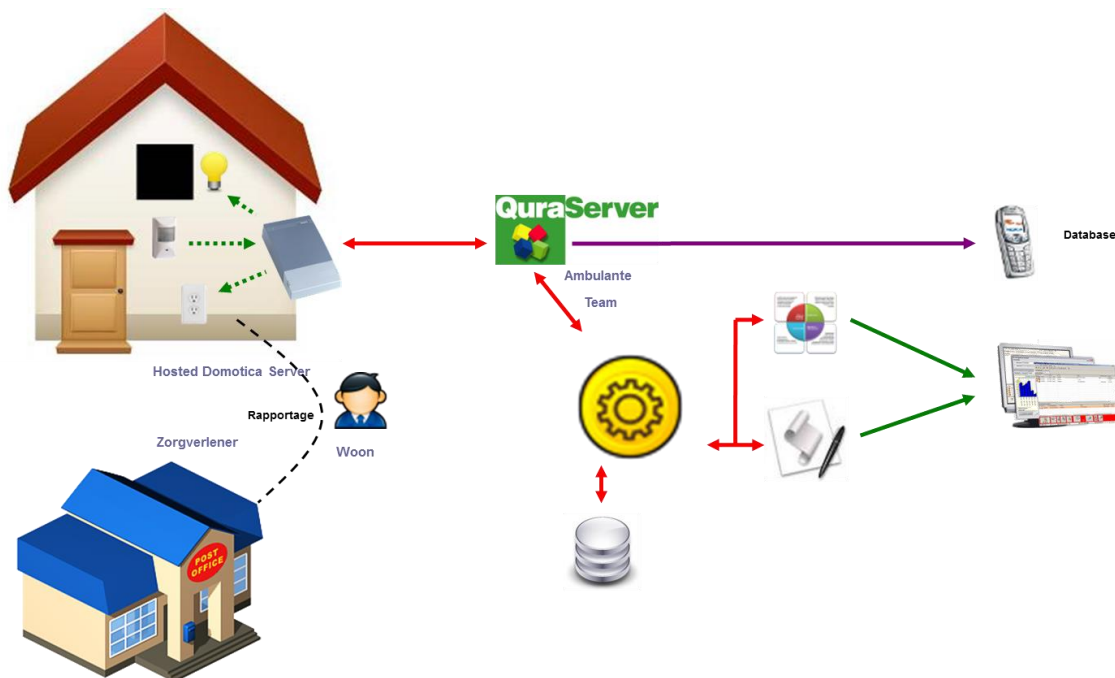 QuraServer
Database
Ambulante
Team
Hosted Domotica Server
Rapportage
Zorgverlener
Woon
POST
OFFICE